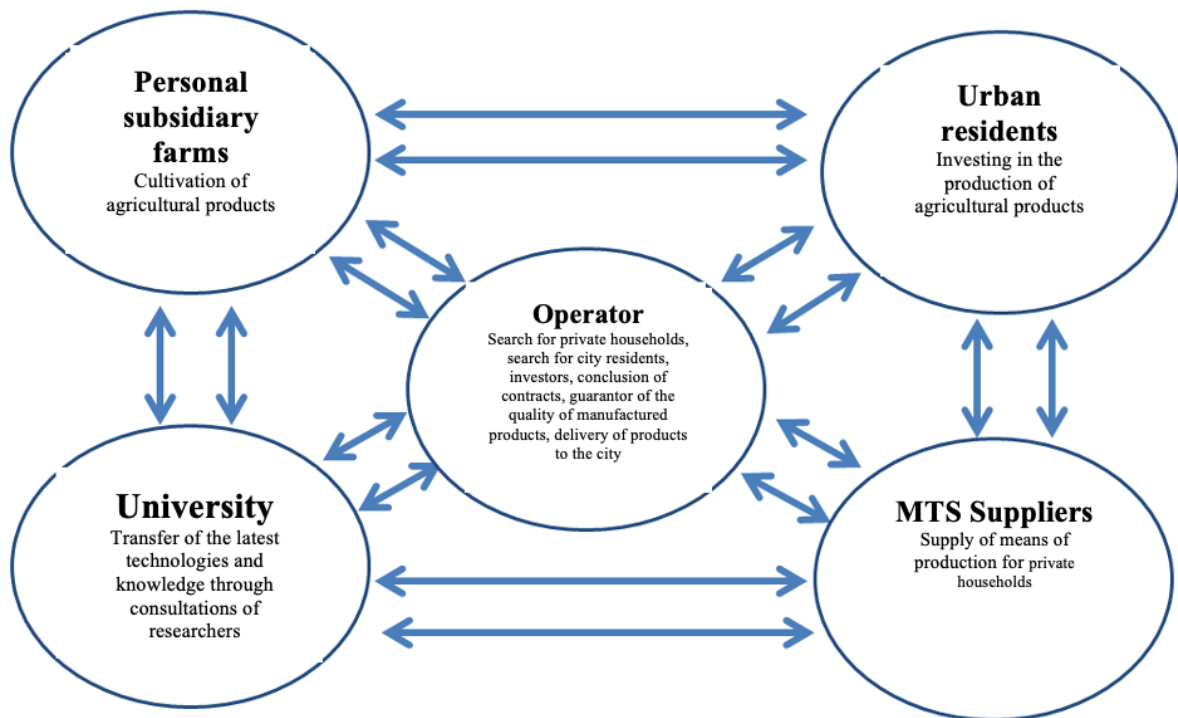 Personal
subsidiary
farms
Cultivation of
agricultural products
Urban
residents
Investing in the
production of
agricultural products
Operator
Search for private households,
search for city residents,
investors, conclusion of
contracts, guarantor of the
quality of manufactured
products, delivery of products
to the city
University
Transfer of the latest
technologies and
knowledge through
consultations of
researchers
MTS Suppliers
Supply of means of
production for private
households